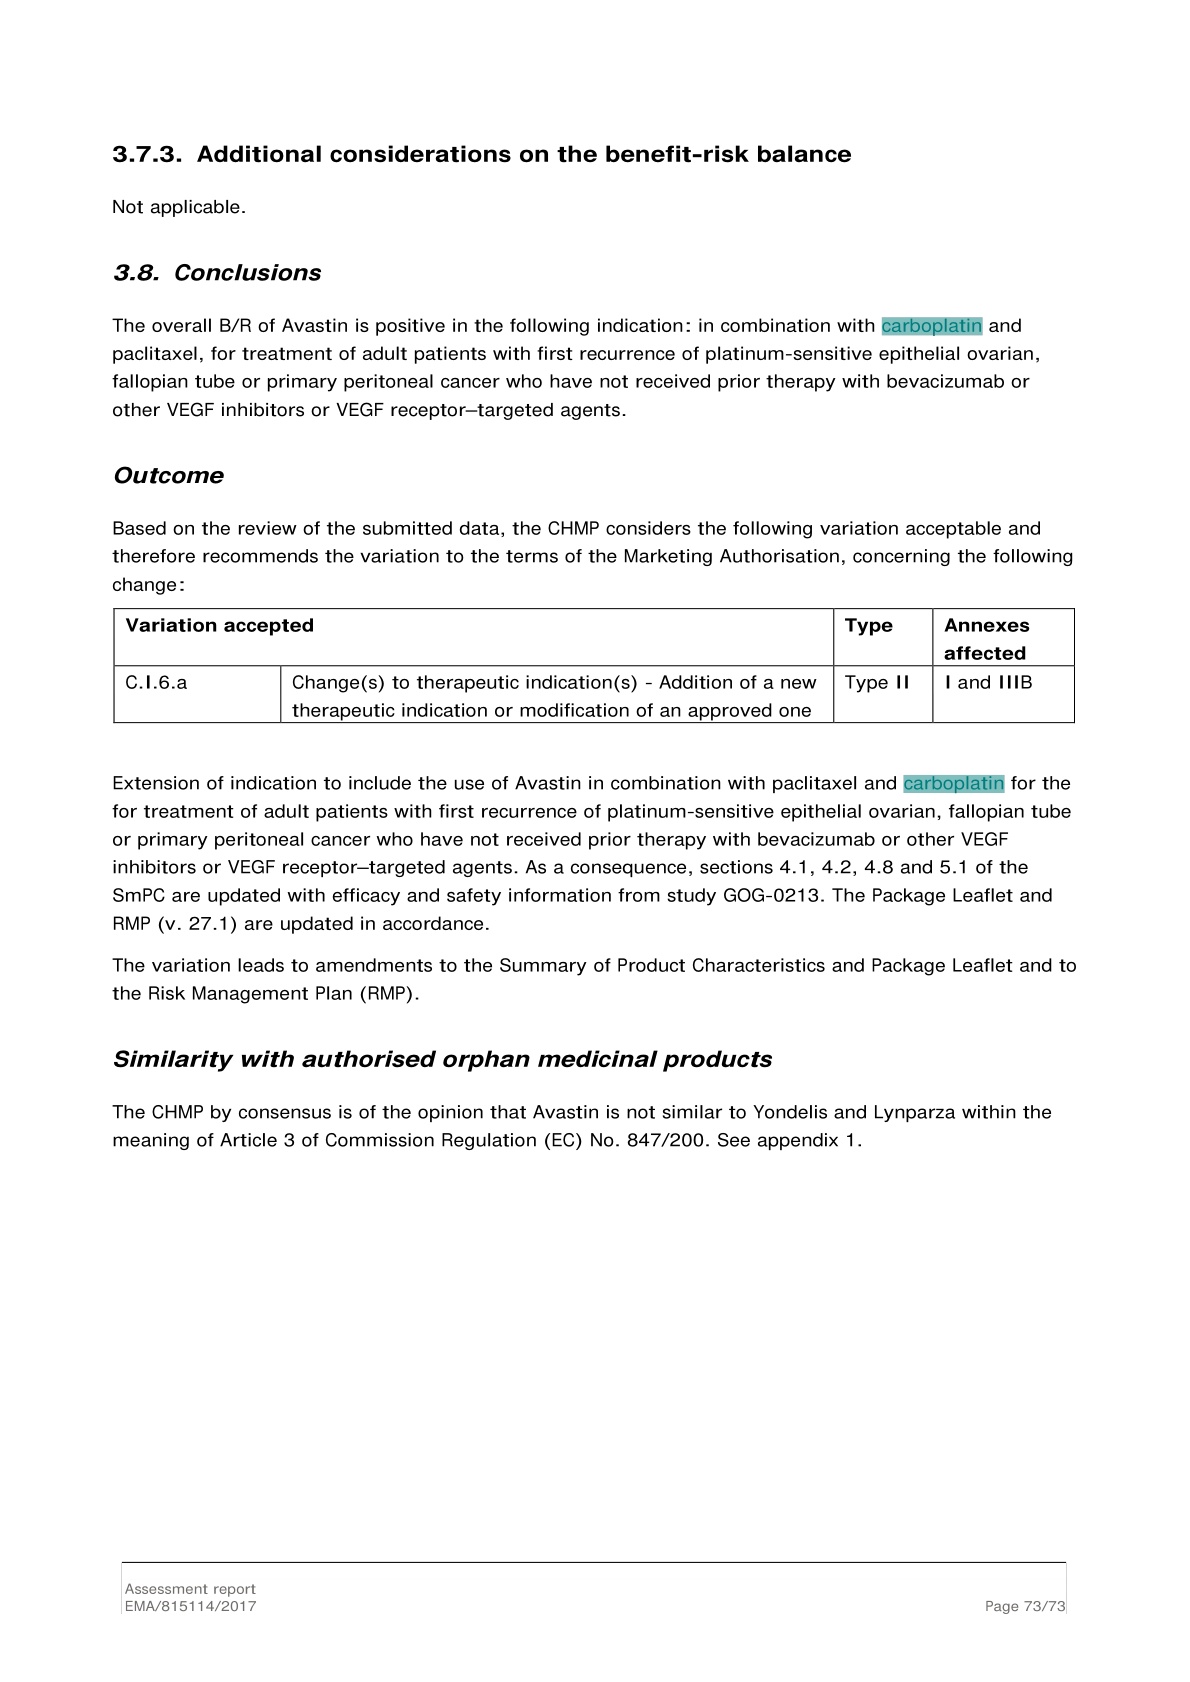 3.7.3. Additional considerations on the benefit-risk balance
Not applicable.
3.8. Conclusions
The overall B/R of Avastin is positive in the following indication: in combination with carboplatin and
paclitaxel, for treatment of adult patients with first recurrence of platinum-sensitive epithelial ovarian,
fallopian tube or primary peritoneal cancer who have not received prior therapy with bevacizumab or
other VEGF inhibitors or VEGF receptor–targeted agents.
Outcome
Based on the review of the submitted data, the CHMP considers the following variation acceptable and
therefore recommends the variation to the terms of the Marketing Authorisation, concerning the following
change:
Variation accepted Type Annexes
affected
C.I.6.a Change(s) to therapeutic indication(s) - Addition of a new Type II I and IIIB
therapeutic indication or modification of an approved one
Extension of indication to include the use of Avastin in combination with paclitaxel and carboplatin for the
for treatment of adult patients with first recurrence of platinum-sensitive epithelial ovarian, fallopian tube
or primary peritoneal cancer who have not received prior therapy with bevacizumab or other VEGF
inhibitors or VEGF receptor–targeted agents. As a consequence, sections 4.1, 4.2, 4.8 and 5.1 of the
SmPC are updated with efficacy and safety information from study GOG-0213. The Package Leaflet and
RMP (v. 27.1) are updated in accordance.
The variation leads to amendments to the Summary of Product Characteristics and Package Leaflet and to
the Risk Management Plan (RMP).
Similarity with authorised orphan medicinal products
The CHMP by consensus is of the opinion that Avastin is not similar to Yondelis and Lynparza within the
meaning of Article 3 of Commission Regulation (EC) No. 847/200. See appendix 1.
Assessment report
EMA/815114/2017 Page 73/73